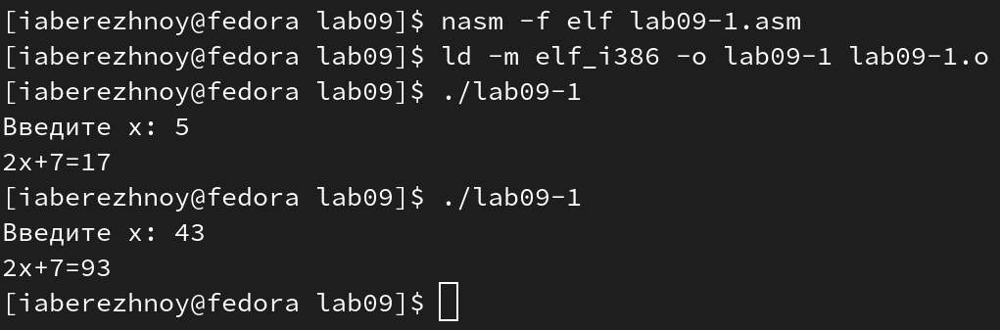 [iaberezhnoy@fedora lab09]$ nasm -f elf lab09-1.asm
[iaberezhnoy@fedora lab09]$ ld -m elf_i386 -o lab09-1 lab09-1.o
[iaberezhnoy@fedora lab09]$ ./lab09-1
Введите x: 5
2x+7=17
[iaberezhnoy@fedora lab09]$ ./lab09-1
Введите x: 43
2x+7=93
[iaberezhnoy@fedora lab09]$